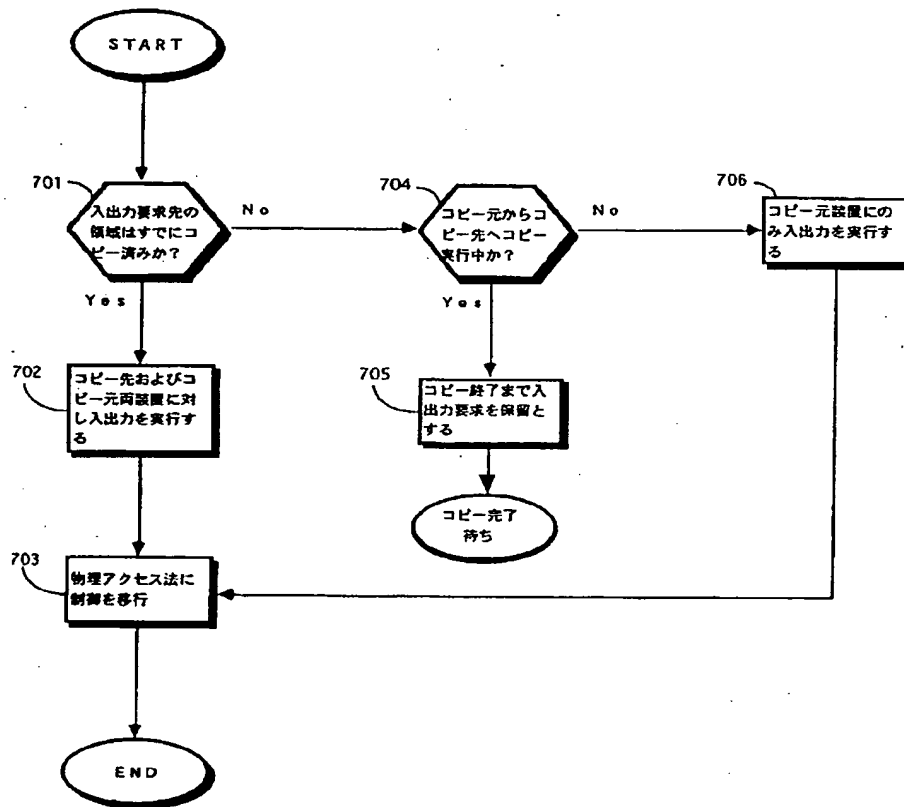 START
701
入出力要求先の
領域はすでにコ
ピー済みか？
No
704
コピー元からコ
ピー先へコピー
実行中か？
No
706
コピー元装置にの
み入出力を実行す
る
Yes
Yes
702
コピー先およびコ
ピー元両装置に対
し入出力を実行す
る
705
コピー終了まで入
出力要求を保留と
する
コピー完了
待ち
703
物理アクセス法に
制御を移行
END